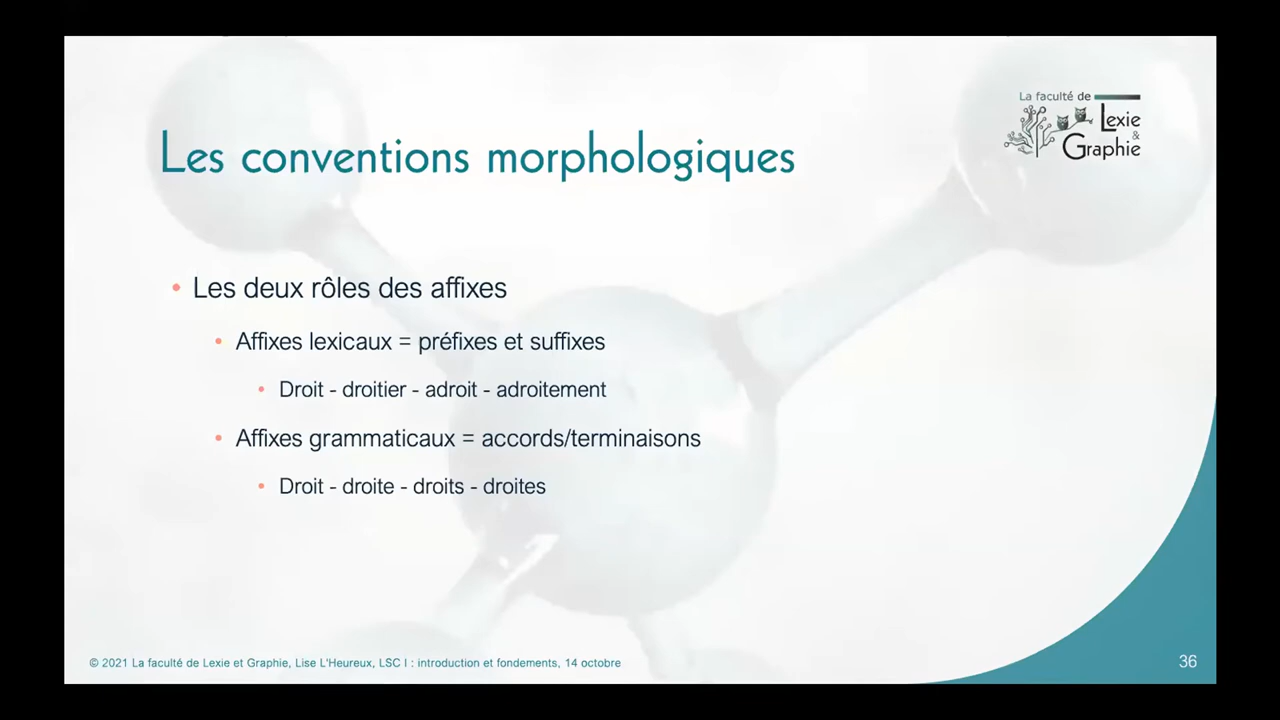 La faculté de
Lexie
&
Graphie
Les conventions morphologiques
• Les deux rôles des affixes
• Affixes lexicaux = préfixes et suffixes
• Droit - droitier - adroit - adroitement
• Affixes grammaticaux = accords/terminaisons
• Droit - droite - droits - droites
© 2021 La faculté de Lexie et Graphie, Lise L'Heureux, LSC I : introduction et fondements, 14 octobre
36